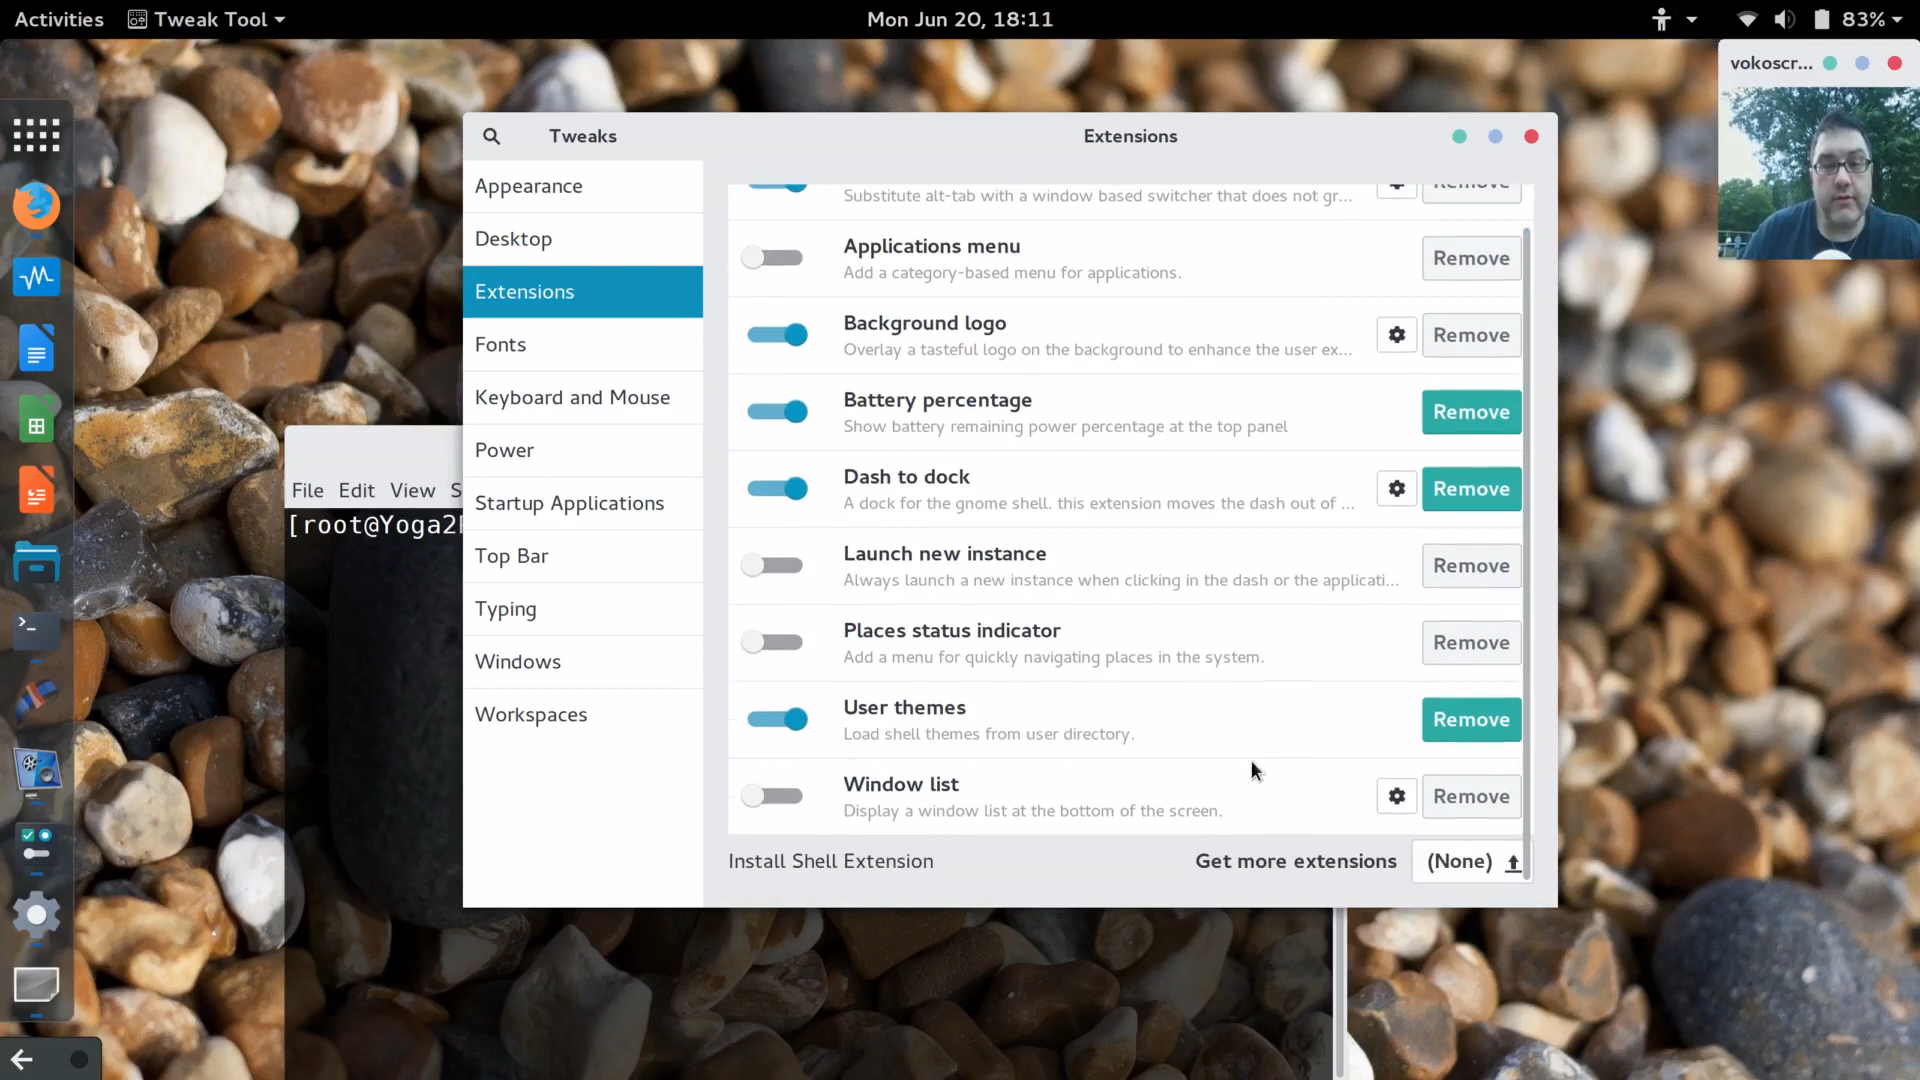 Activities
Tweak Tool
Mon Jun 20, 18:11
83%
vokoscr...
Tweaks
Extensions
Appearance
Desktop
Extensions
Fonts
Keyboard and Mouse
Power
Startup Applications
Top Bar
Typing
Windows
Workspaces
Substitute alt-tab with a window based switcher that does not gr...
Remove
Applications menu
Add a category-based menu for applications.
Remove
Background logo
Overlay a tasteful logo on the background to enhance the user ex...
Remove
Battery percentage
Show battery remaining power percentage at the top panel
Remove
Dash to dock
A dock for the gnome shell. this extension moves the dash out of ...
Remove
Launch new instance
Always launch a new instance when clicking in the dash or the applicati...
Remove
Places status indicator
Add a menu for quickly navigating places in the system.
Remove
User themes
Load shell themes from user directory.
Remove
Window list
Display a window list at the bottom of the screen.
Remove
Install Shell Extension
Get more extensions
(None)
File Edit View S
[root@Yoga2